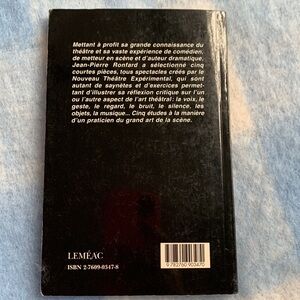 Mettant à profit sa grande connaissance du
théâtre et sa vaste expérience de comédien,
de metteur en scène et d'auteur dramatique,
Jean-Pierre Ronfard a sélectionné cinq
courtes pièces, tous spectacles créés par le
Nouveau Théâtre Expérimental, qui sont
autant de saynètes et d'exercices permet-
tant d'illustrer sa réflexion critique sur l'un
ou l'autre aspect de l'art théâtral: la voix, le
geste, le regard, le bruit, le silence, les
objets, la musique... Cinq études à la manière
d'un praticien du grand art de la scène.
LEMÉAC
ISBN 2-7609-0347-8
9 782760 903470